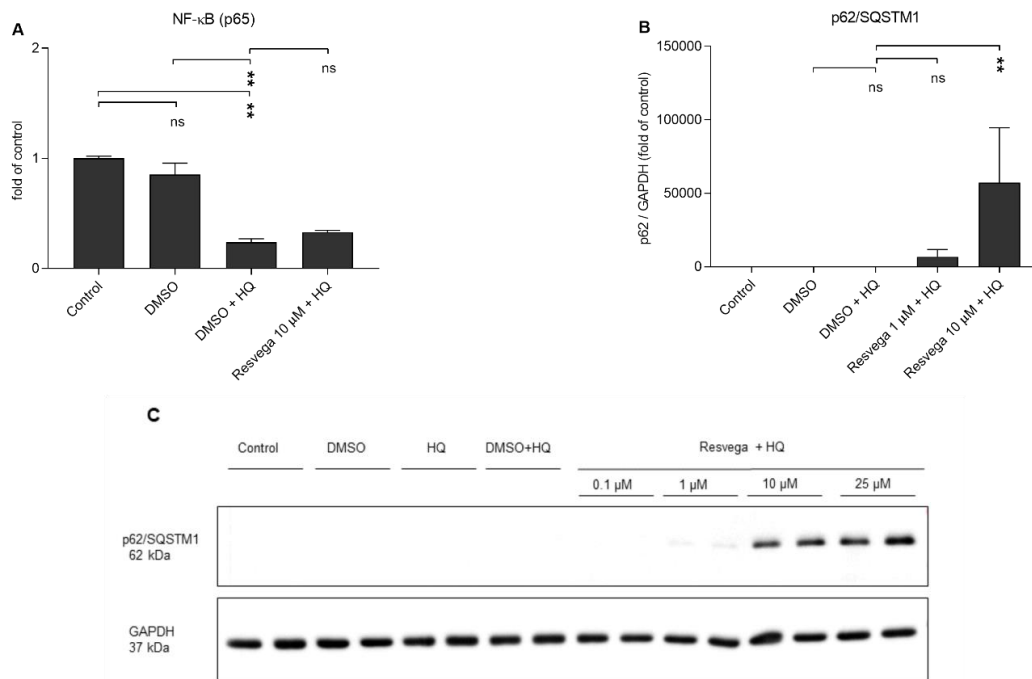 A
NF-κB (p65)
fold of control
2
1
0
**
ns
**
ns
Control
DMSO
DMSO + HQ
Resvega 10 µM + HQ
B
p62/SQSTM1
p62 / GAPDH (fold of control)
150000
100000
50000
0
ns
ns
**
Control
DMSO
DMSO + HQ
Resvega 1 µM + HQ
Resvega 10 µM + HQ
C
Control
DMSO
HQ
DMSO+HQ
Resvega + HQ
0.1 µM
1 µM
10 µM
25 µM
p62/SQSTM1
62 kDa
GAPDH
37 kDa